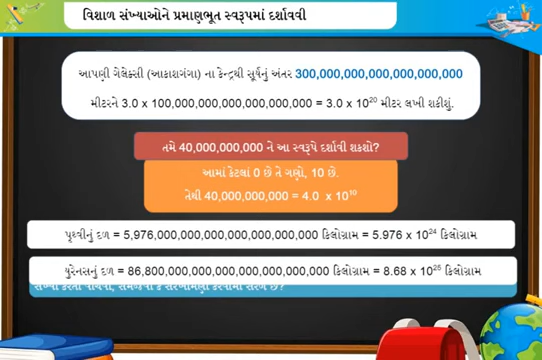 વિશાળ સંખ્યાઓને પ્રમાણભૂત સ્વરૂપમાં દર્શાવવી
આપણી ગેલેક્સી (આકાશગંગા) ના કેન્દ્રથી સૂર્યનું અંતર 300,000,000,000,000,000,000
મીટરને 3.0 x 100,000,000,000,000,000,000 = 3.0 x 10²⁰ મીટર લખી શકીશું.
તમે 40,000,000,000 ને આ સ્વરૂપે દર્શાવી શકશો?
આમાં કેટલાં 0 છે તે ગણો, 10 છે.
તેથી 40,000,000,000 = 4.0 x 10¹⁰
પૃથ્વીનું દળ = 5,976,000,000,000,000,000,000,000 કિલોગ્રામ = 5.976 x 10²⁴ કિલોગ્રામ
યુરેનસનું દળ = 86,800,000,000,000,000,000,000,000 કિલોગ્રામ = 8.68 x 10²⁵ કિલોગ્રામ